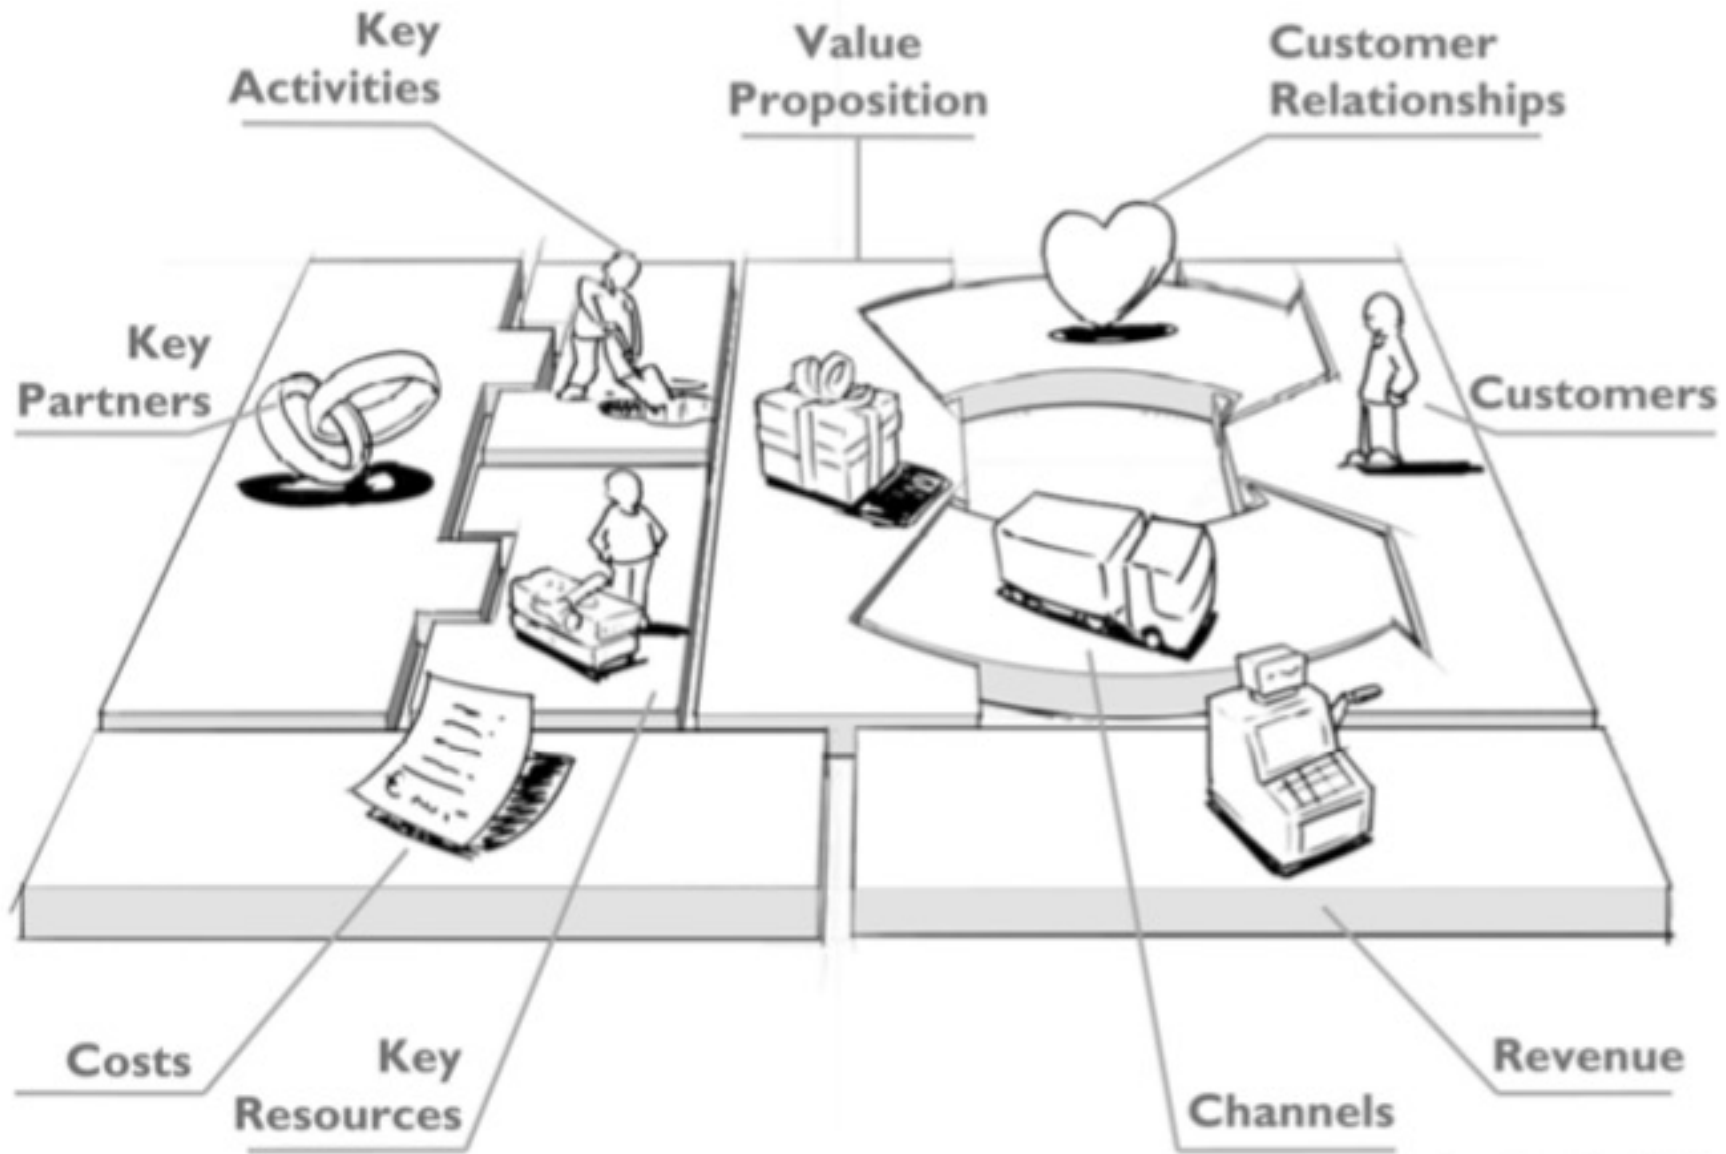 Key
Activities
Value
Proposition
Customer
Relationships
Key
Partners
Customers
Costs
Key
Resources
Channels
Revenue